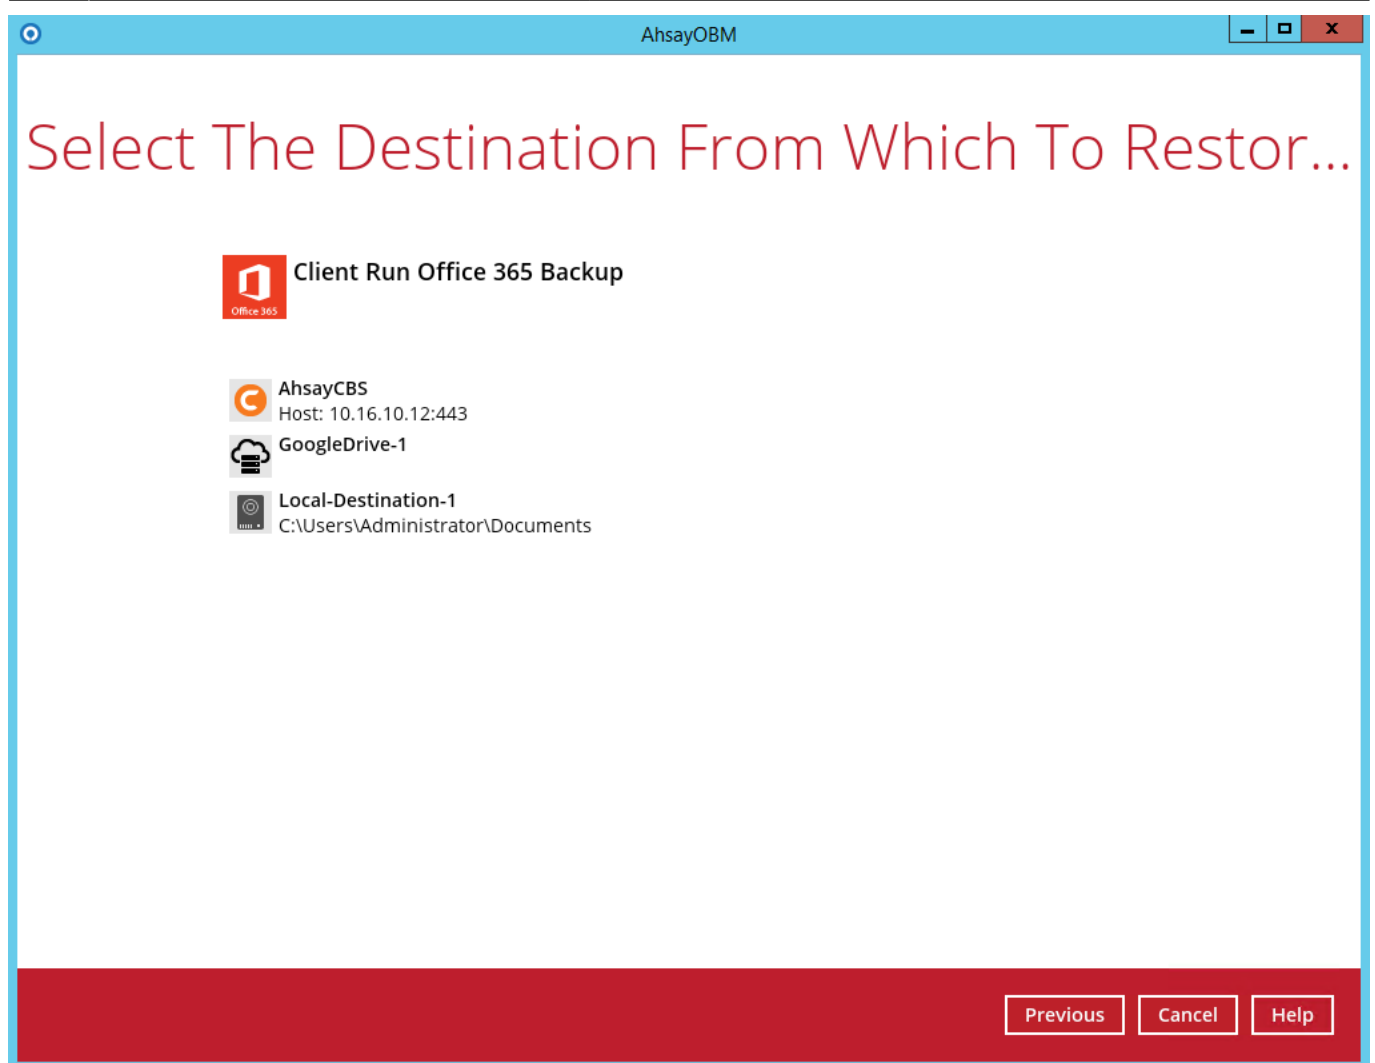 AhsayOBM
Select The Destination From Which To Restor...
Client Run Office 365 Backup
Office 365
AhsayCBS
Host: 10.16.10.12:443
GoogleDrive-1
Local-Destination-1
C:\Users\Administrator\Documents
Previous Cancel Help